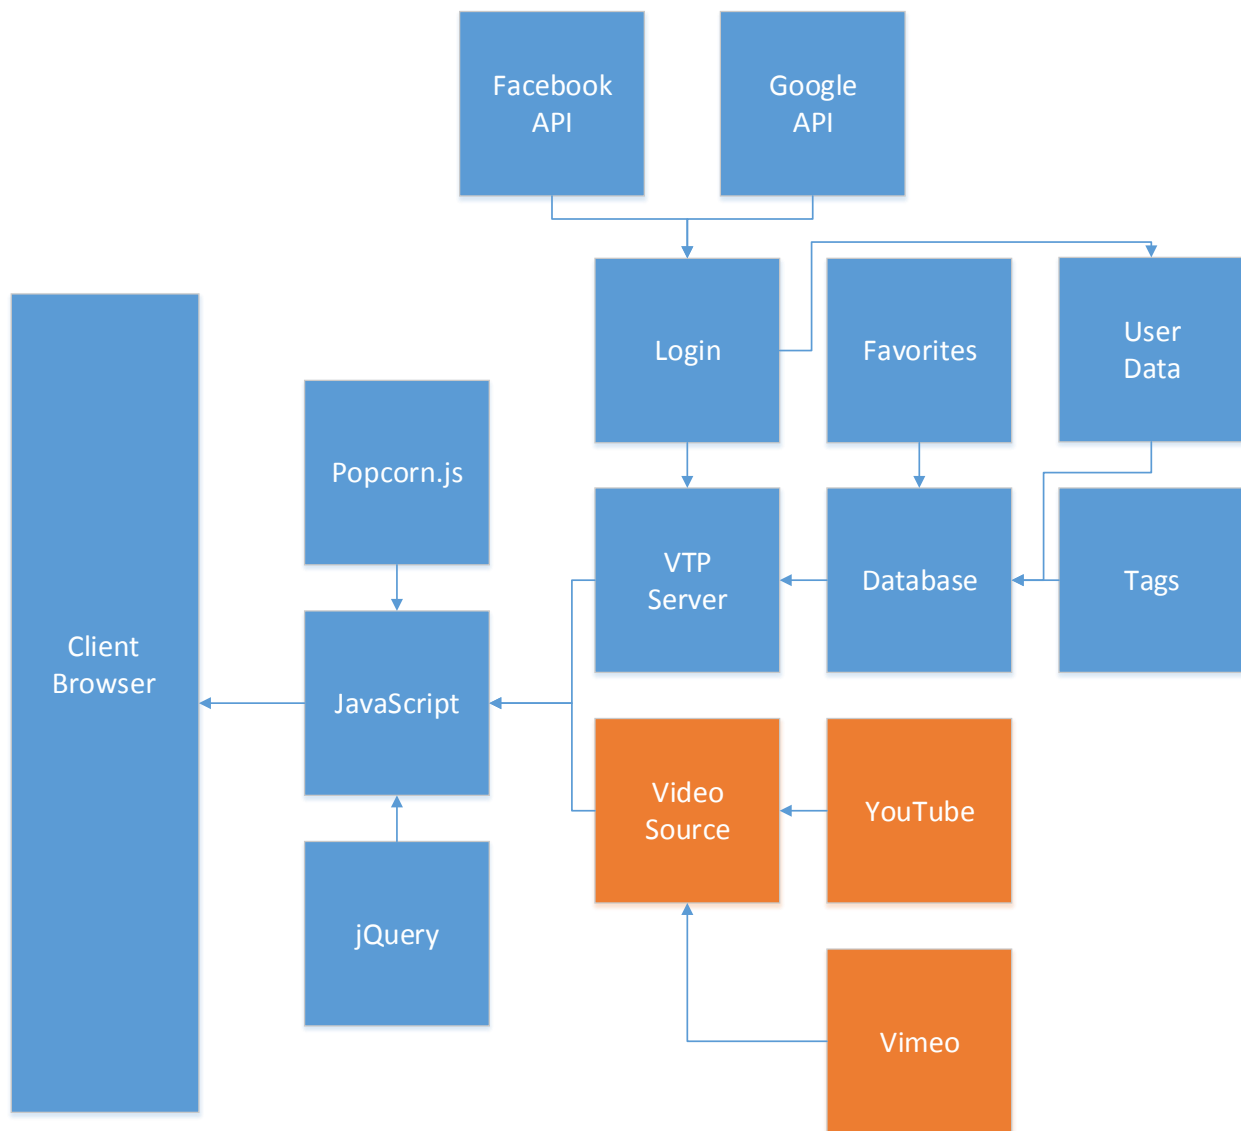 Facebook
API
Google
API
Login
Favorites
User
Data
Popcorn.js
VTP
Server
Database
Tags
Client
Browser
JavaScript
Video
Source
YouTube
jQuery
Vimeo